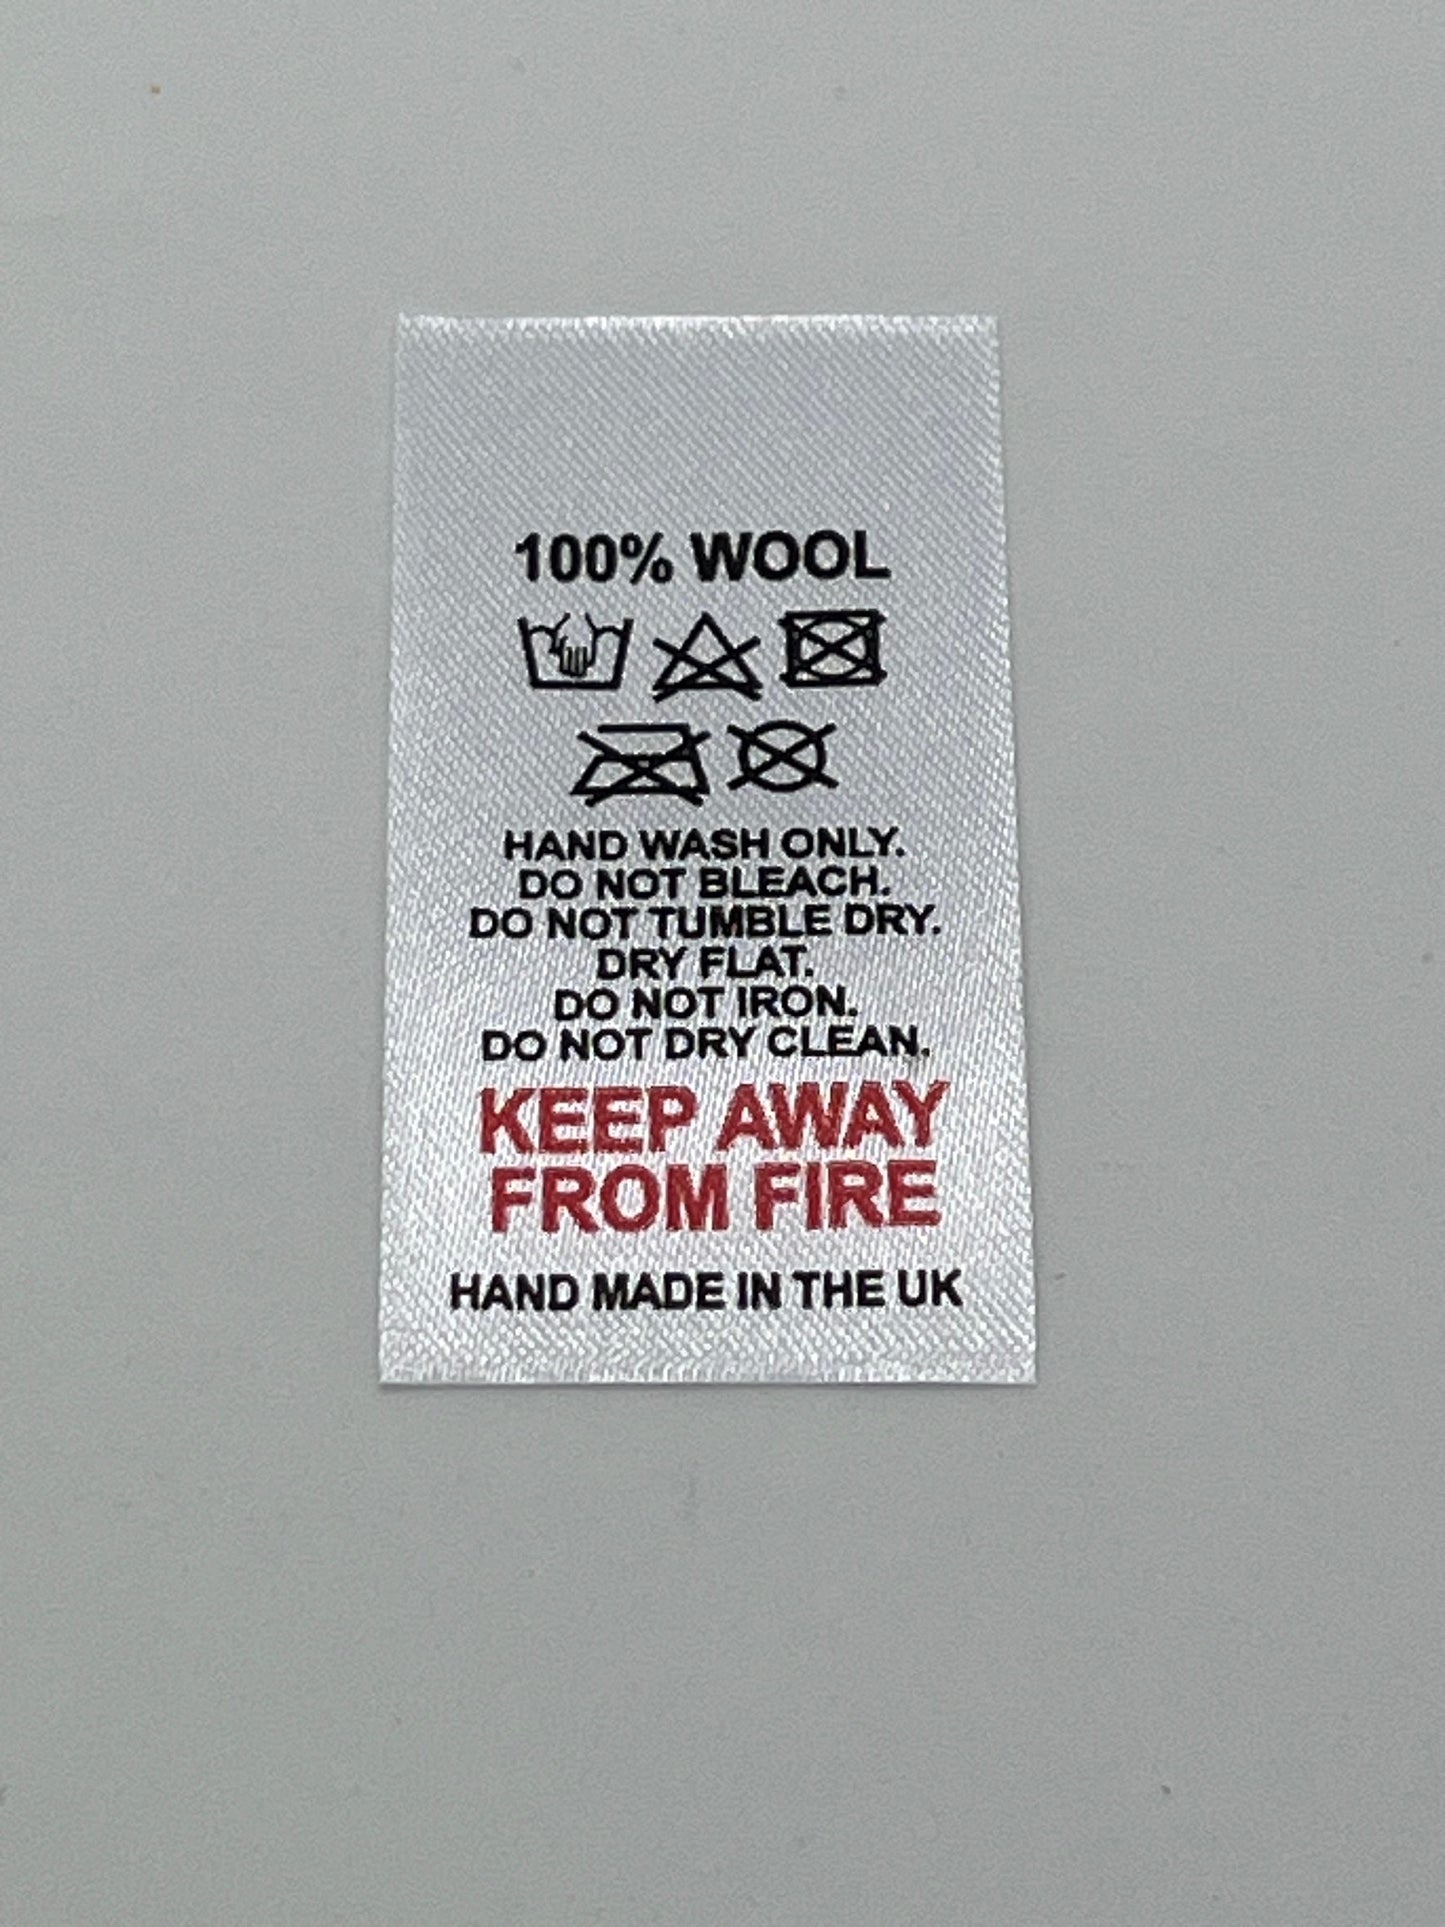 100% WOOL
HAND WASH ONLY.
DO NOT BLEACH.
DO NOT TUMBLE DRY.
DRY FLAT.
DO NOT IRON.
DO NOT DRY CLEAN.
KEEP AWAY
FROM FIRE
HAND MADE IN THE UK